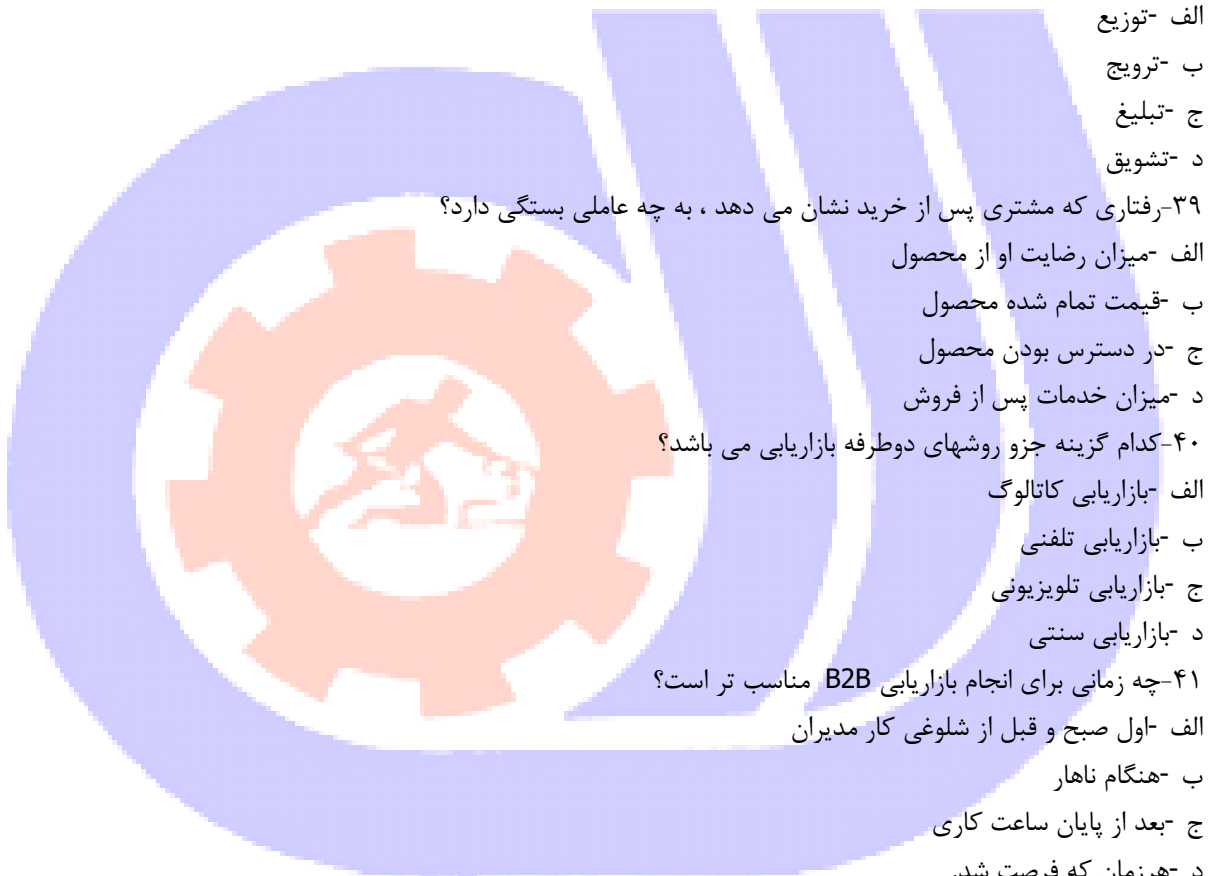 الف -توزیع
ب -ترویج
ج -تبلیغ
د -تشویق
۳۹-رفتاری که مشتری پس از خرید نشان می دهد ، به چه عاملی بستگی دارد؟
الف -میزان رضایت او از محصول
ب -قیمت تمام شده محصول
ج -در دسترس بودن محصول
د -میزان خدمات پس از فروش
۴۰-کدام گزینه جزو روشهای دوطرفه بازاریابی می باشد؟
الف -بازاریابی کاتالوگ
ب -بازاریابی تلفنی
ج -بازاریابی تلویزیونی
د -بازاریابی سنتی
۴۱-چه زمانی برای انجام بازاریابی B2B مناسب تر است؟
الف -اول صبح و قبل از شلوغی کار مدیران
ب -هنگام ناهار
ج -بعد از پایان ساعت کاری
د -هرزمان که فرصت شد.